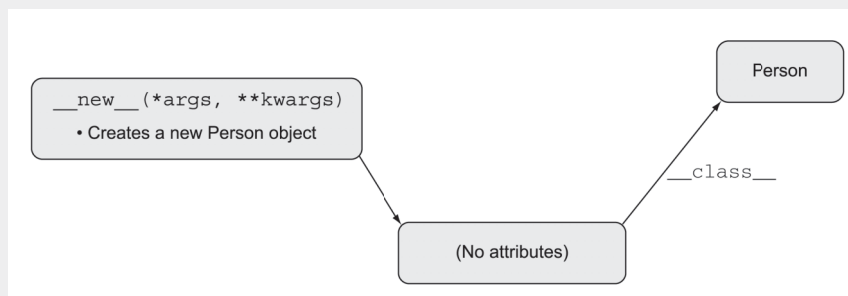 __new__(*args, **kwargs)
• Creates a new Person object
Person
__class__
(No attributes)